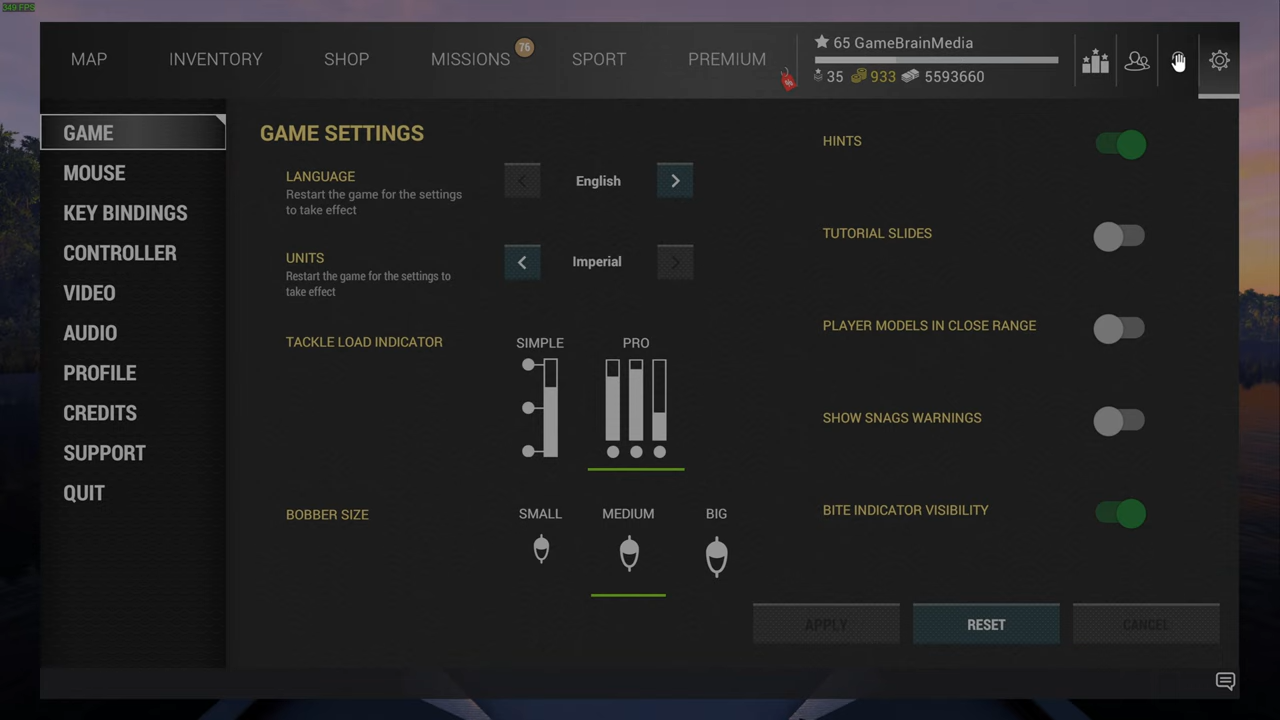 349 FPS
MAP
INVENTORY
SHOP
MISSIONS
76
SPORT
PREMIUM
65 GameBrainMedia
35 933 5593660
GAME
MOUSE
KEY BINDINGS
CONTROLLER
VIDEO
AUDIO
PROFILE
CREDITS
SUPPORT
QUIT
GAME SETTINGS
LANGUAGE
Restart the game for the settings
to take effect
English
UNITS
Restart the game for the settings to
take effect
Imperial
TACKLE LOAD INDICATOR
SIMPLE
PRO
BOBBER SIZE
SMALL
MEDIUM
BIG
HINTS
TUTORIAL SLIDES
PLAYER MODELS IN CLOSE RANGE
SHOW SNAGS WARNINGS
BITE INDICATOR VISIBILITY
APPLY
RESET
CANCEL